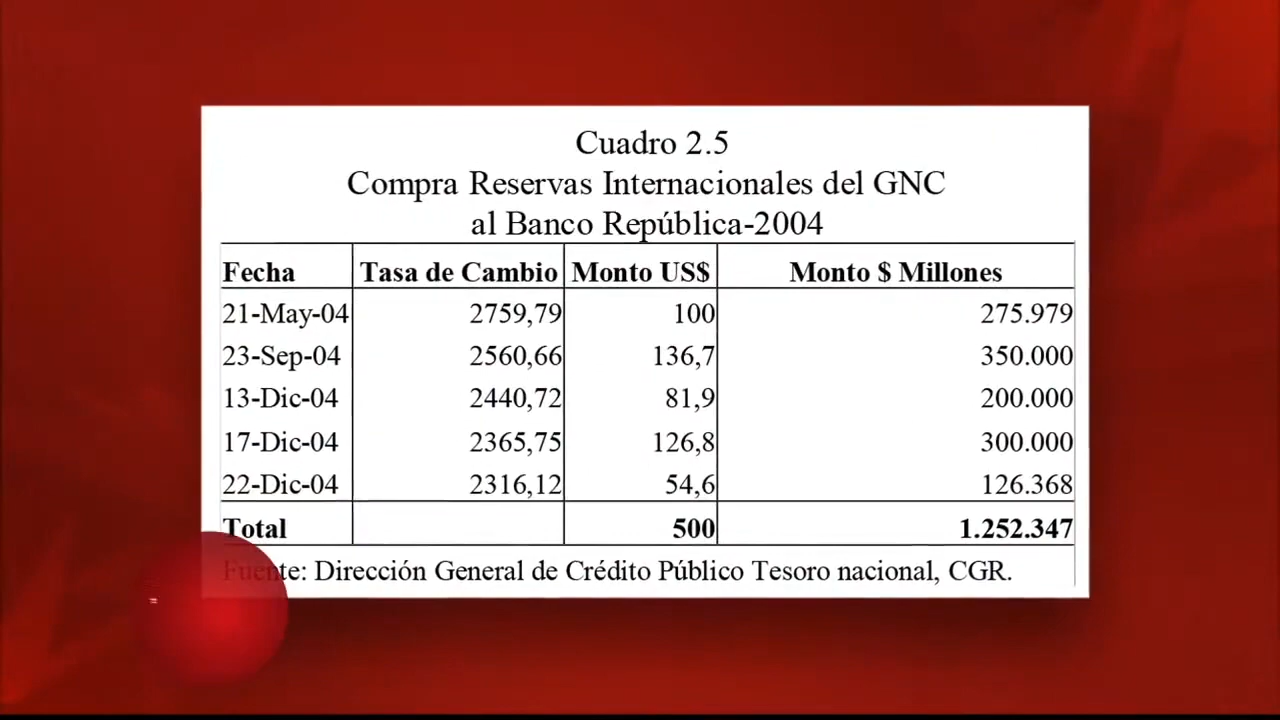 Cuadro 2.5
Compra Reservas Internacionales del GNC
al Banco República-2004
Fecha Tasa de Cambio Monto US$ Monto $ Millones
21-May-04 2759,79 100 275.979
23-Sep-04 2560,66 136,7 350.000
13-Dic-04 2440,72 81,9 200.000
17-Dic-04 2365,75 126,8 300.000
22-Dic-04 2316,12 54,6 126.368
Total 500 1.252.347
Fuente: Dirección General de Crédito Público Tesoro nacional, CGR.